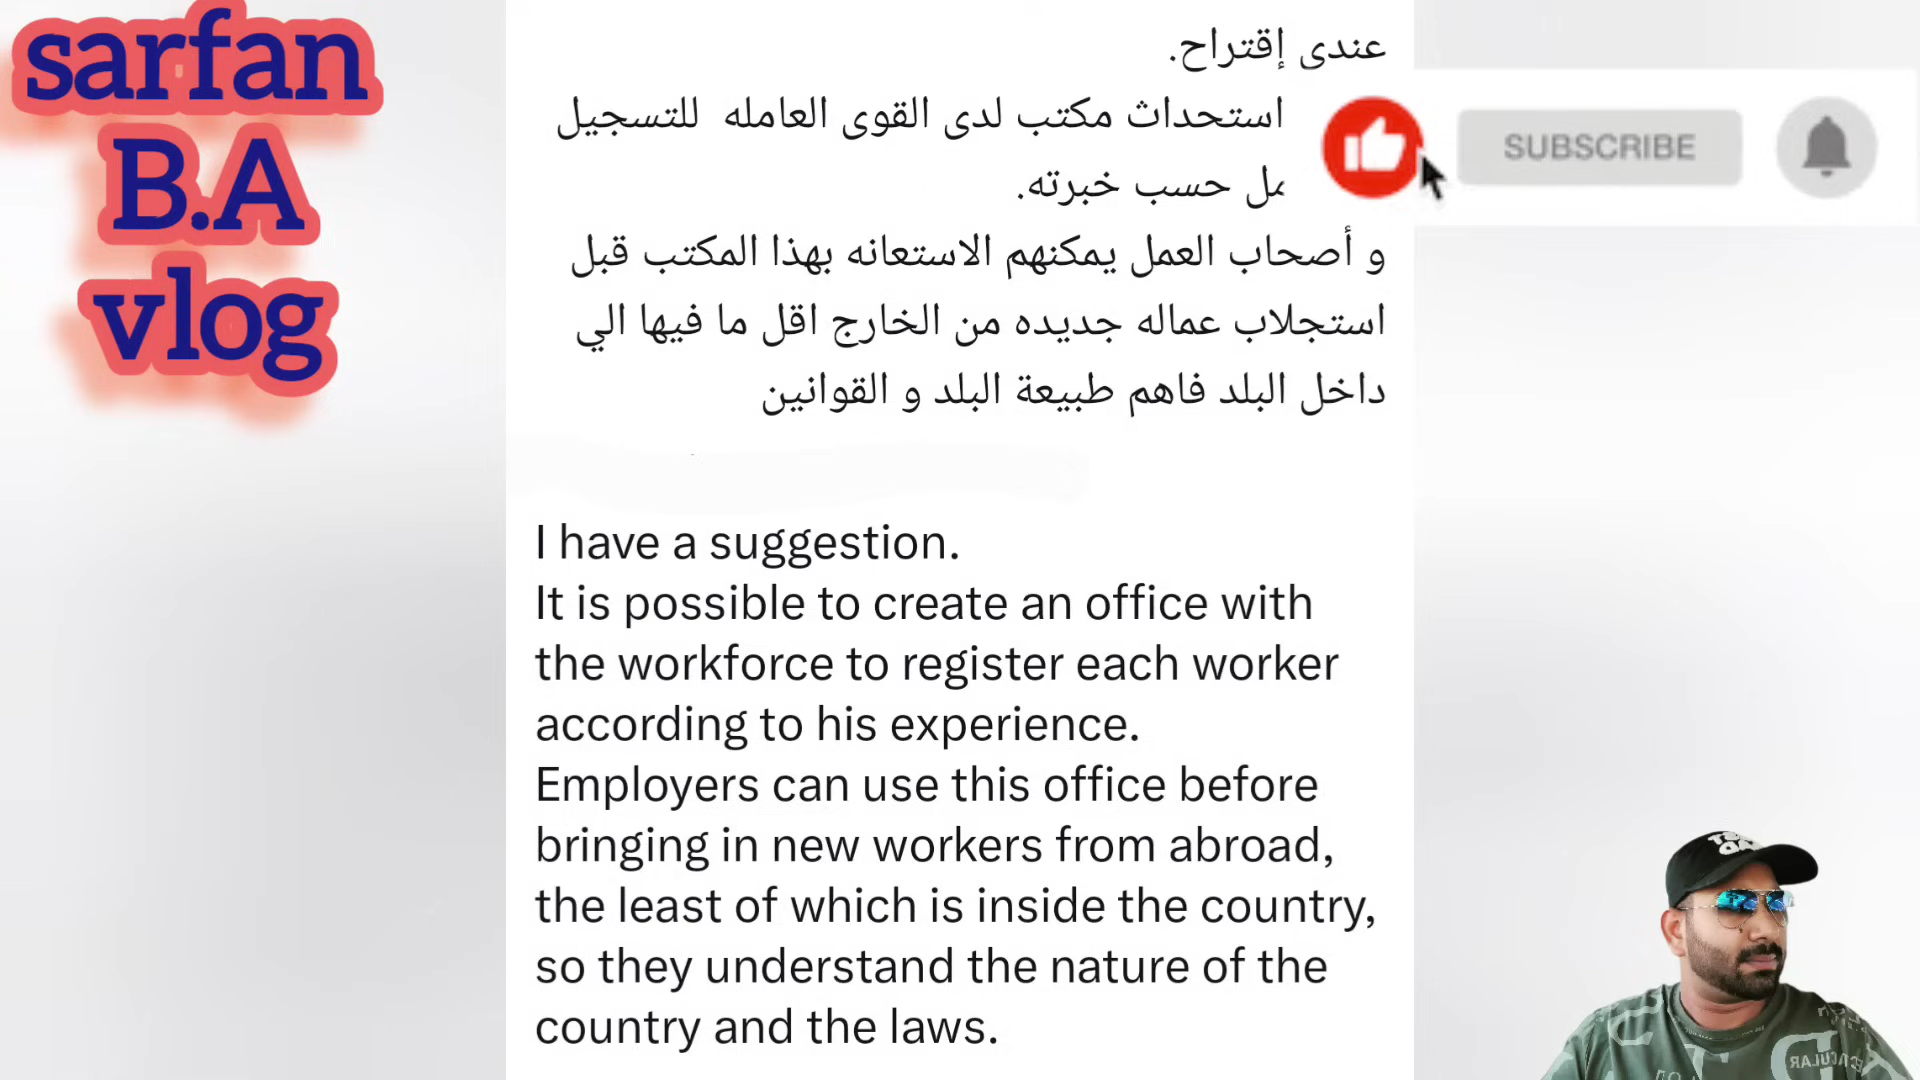 sarfan
B.A
vlog
عندى إقتراح.
استحداث مكتب لدى القوى العامله للتسجيل
حسب خبرته.
و أصحاب العمل يمكنهم الاستعانه بهذا المكتب قبل
استجلاب عماله جديده من الخارج اقل ما فيها الي
داخل البلد فاهم طبيعة البلد و القوانين
SUBSCRIBE
I have a suggestion.
It is possible to create an office with
the workforce to register each worker
according to his experience.
Employers can use this office before
bringing in new workers from abroad,
the least of which is inside the country,
so they understand the nature of the
country and the laws.